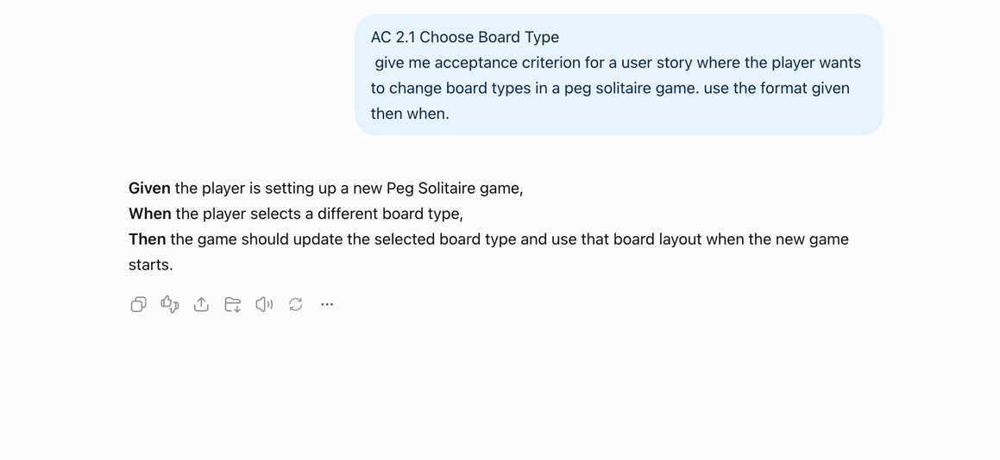 AC 2.1 Choose Board Type
give me acceptance criterion for a user story where the player wants
to change board types in a peg solitaire game. use the format given
then when.
Given the player is setting up a new Peg Solitaire game,
When the player selects a different board type,
Then the game should update the selected board type and use that board layout when the new game
starts.